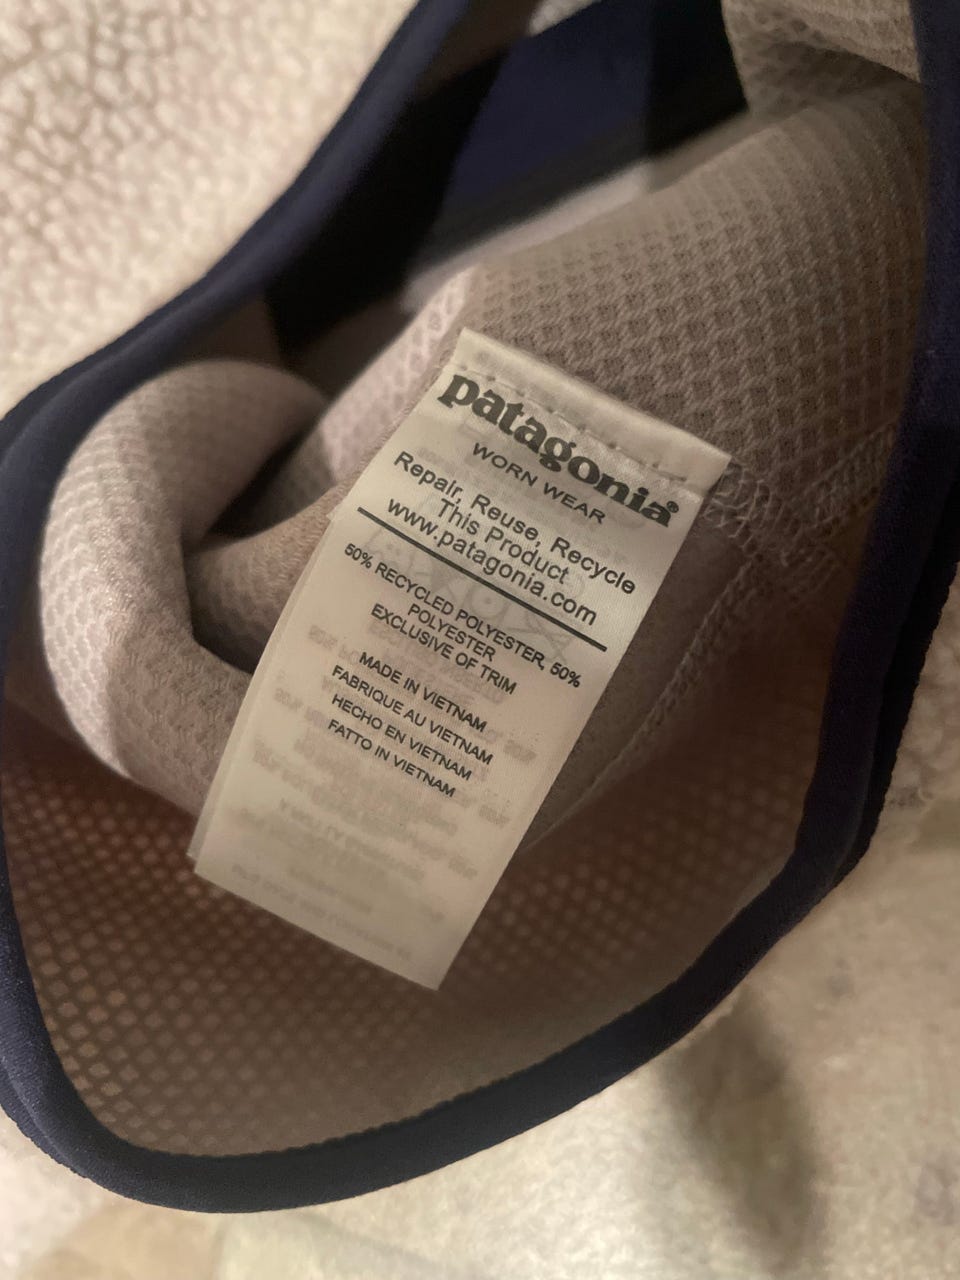 patagonia®
WORN WEAR
Repair, Reuse, Recycle
This Product
www.patagonia.com
50% RECYCLED POLYESTER, 50%
POLYESTER
EXCLUSIVE OF TRIM
MADE IN VIETNAM
FABRIQUE AU VIETNAM
HECHO EN VIETNAM
FATTO IN VIETNAM